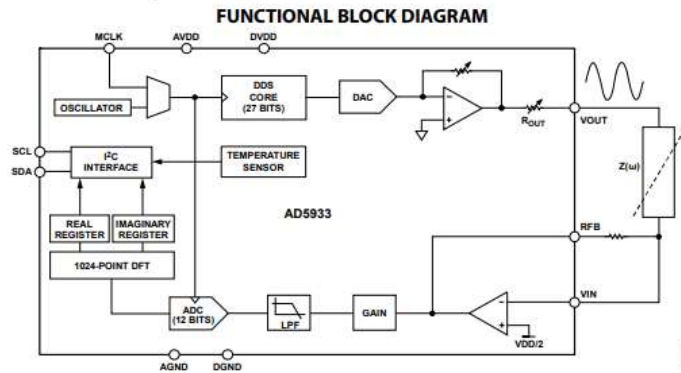 FUNCTIONAL BLOCK DIAGRAM
MCLK
AVDD
DVDD
OSCILLATOR
DDS
CORE
(27 BITS)
DAC
ROUT
VOUT
SCL
SDA
I2C
INTERFACE
TEMPERATURE
SENSOR
Z(ω)
REAL
REGISTER
IMAGINARY
REGISTER
AD5933
RFB
1024-POINT DFT
ADC
(12 BITS)
LPF
GAIN
VIN
VDD/2
AGND
DGND